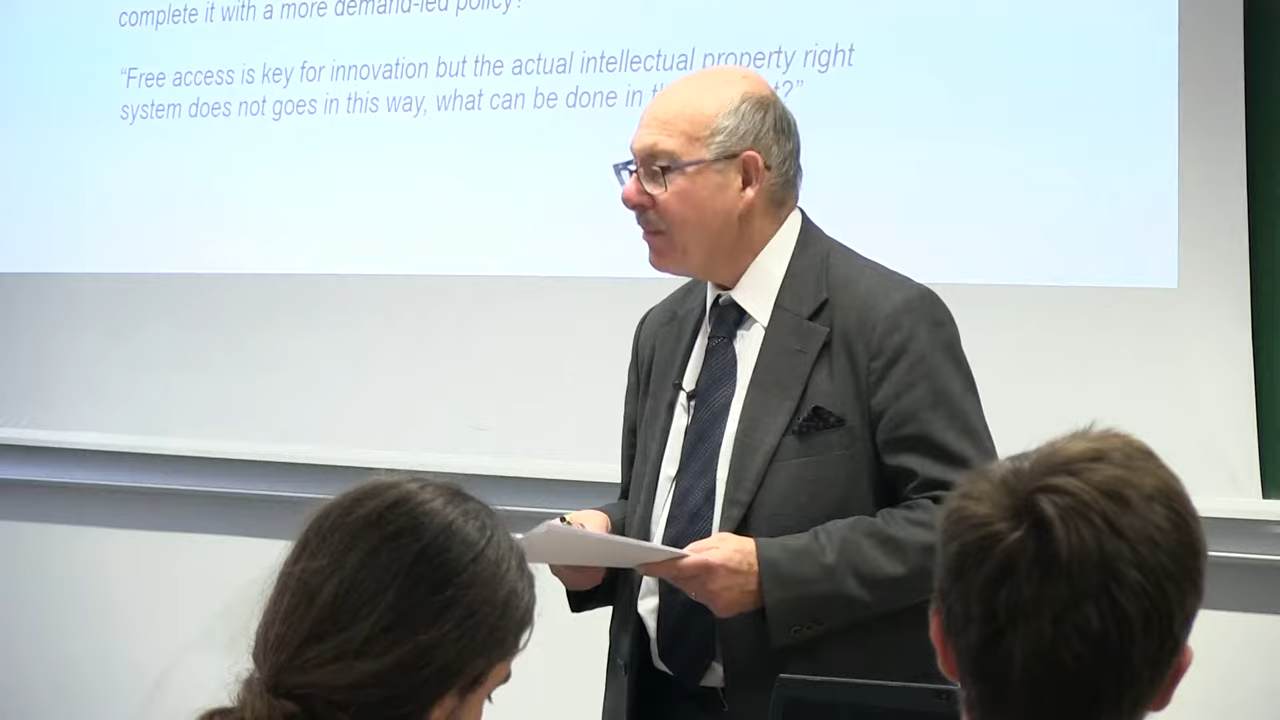 complete it with a more demand-led policy?
“Free access is key for innovation but the actual intellectual property right
system does not goes in this way, what can be done in t?”